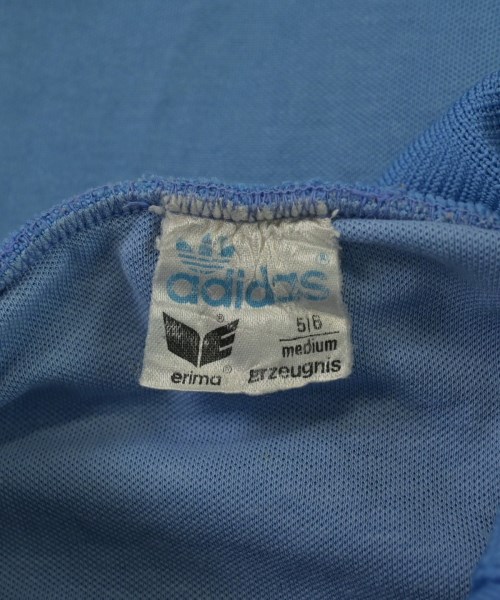 adidas ®
5/6
medium
erima ® Erzeugnis